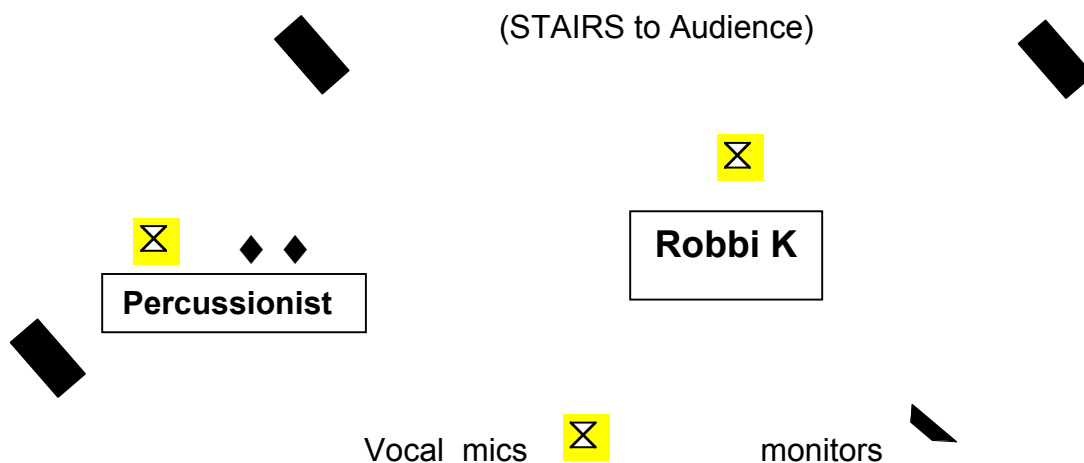 (STAIRS to Audience)
Robbi K
Percussionist
Vocal mics monitors